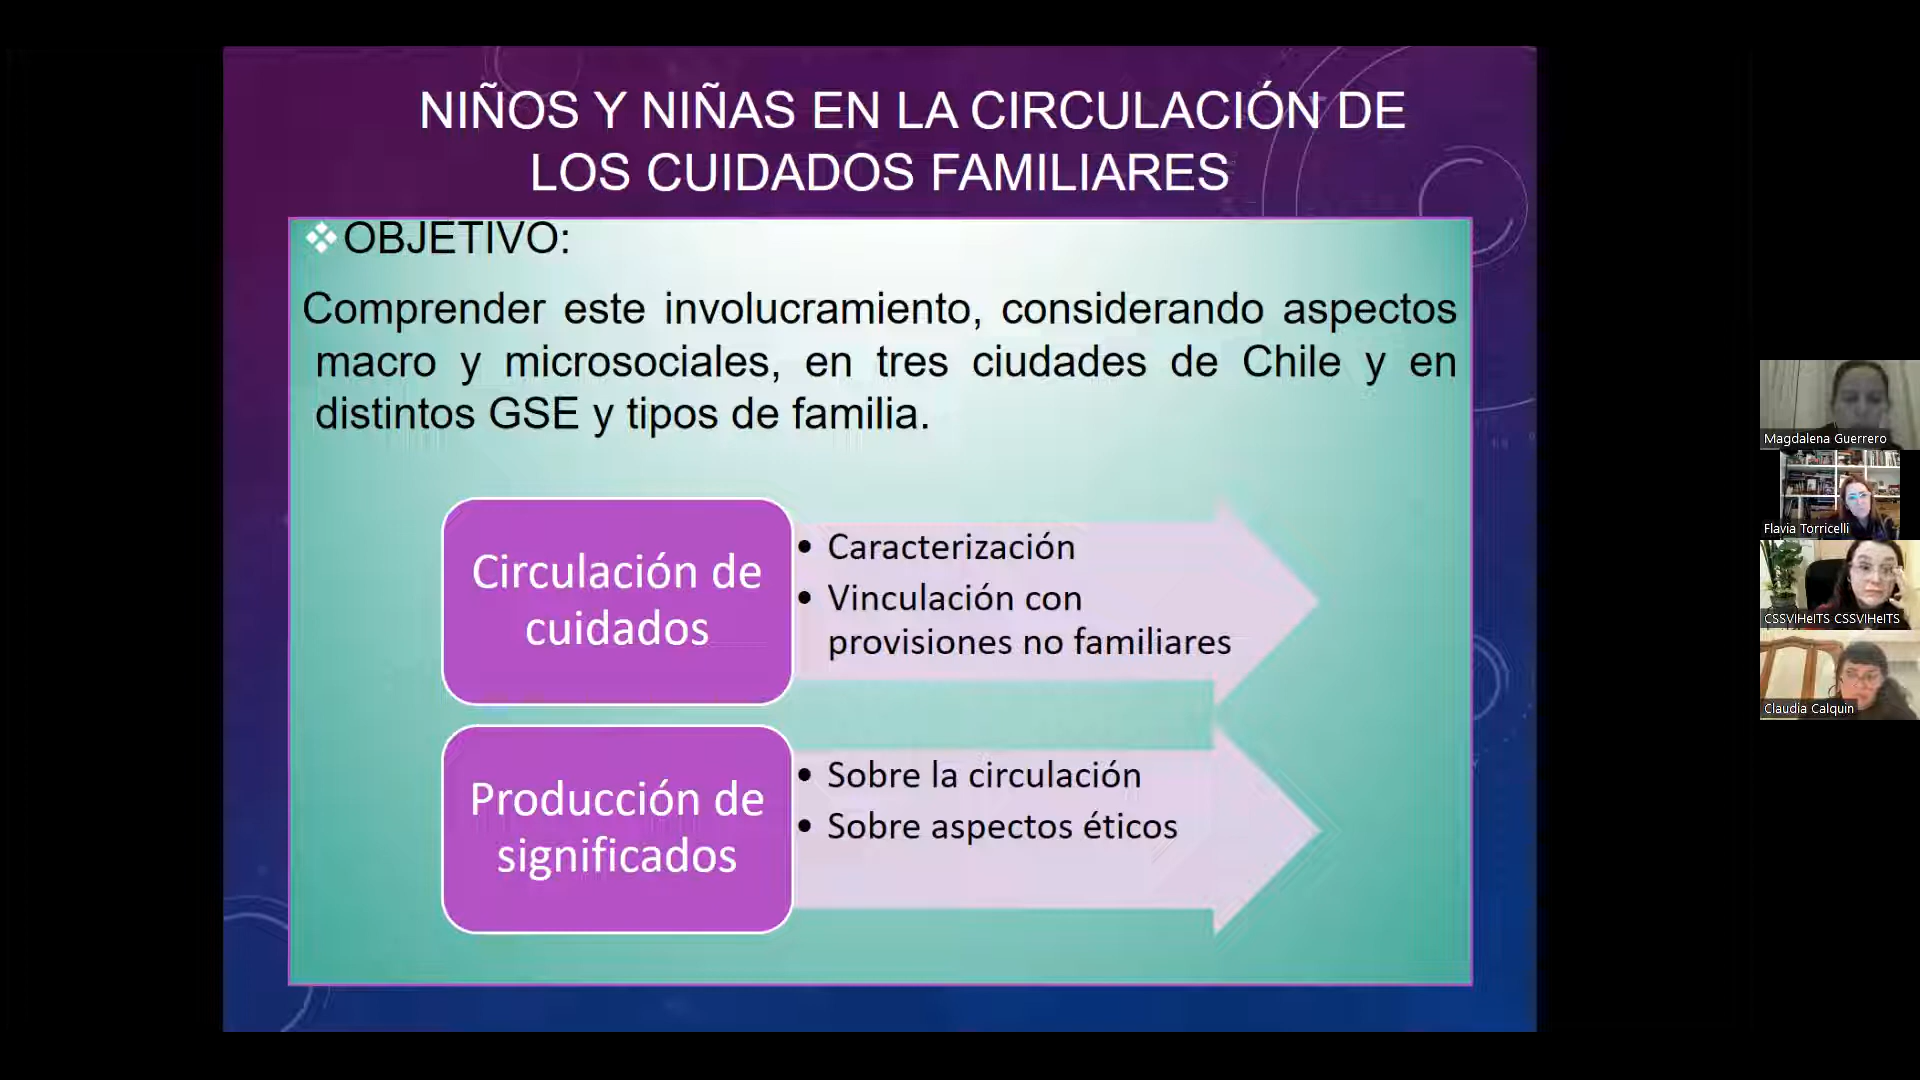 NIÑOS Y NIÑAS EN LA CIRCULACIÓN DE
LOS CUIDADOS FAMILIARES
OBJETIVO:
Comprender este involucramiento, considerando aspectos
macro y microsociales, en tres ciudades de Chile y en
distintos GSE y tipos de familia.
Circulación de
cuidados
• Caracterización
• Vinculación con
provisiones no familiares
Producción de
significados
• Sobre la circulación
• Sobre aspectos éticos
Magdalena Guerrero
Flavia Torricelli
CSSVIHeITS CSSVIHeITS
Claudia Calquin